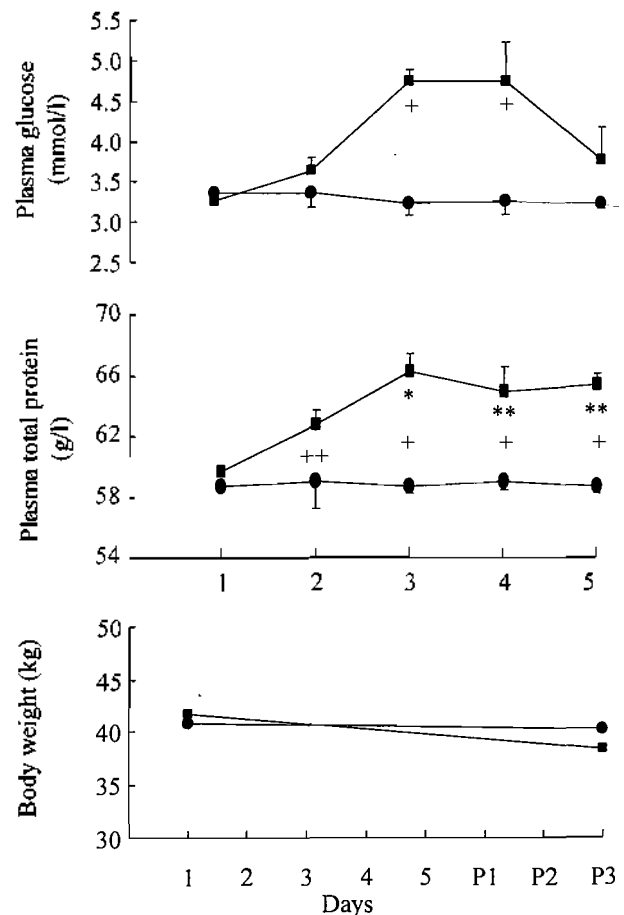 Plasma glucose
(mmol/l)
5.5
5.0
4.5
4.0
3.5
3.0
2.5
+ +
Plasma total protein
(g/l)
70
66
62
58
54
* ** **
++ + + +
1 2 3 4 5
Body weight (kg)
50
45
40
35
30
1 2 3 4 5 P1 P2 P3
Days